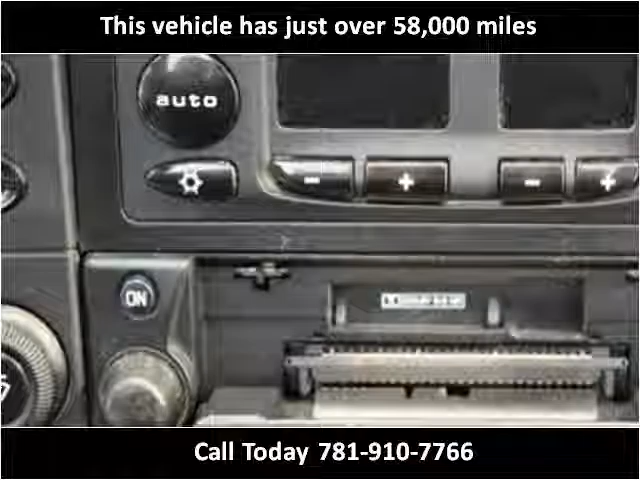 This vehicle has just over 58,000 miles
auto
- + - +
ON
Call Today 781-910-7766